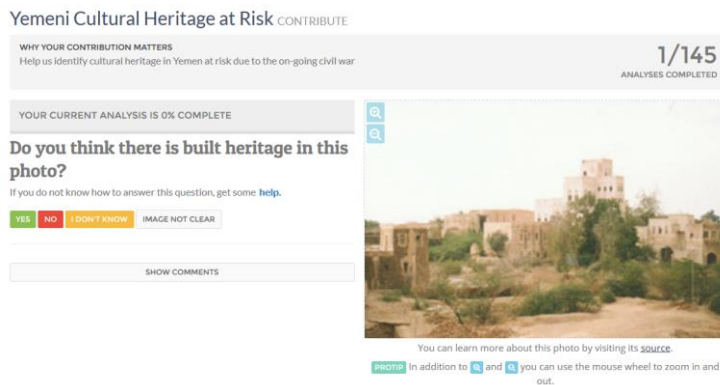 Yemeni Cultural Heritage at Risk CONTRIBUTE
WHY YOUR CONTRIBUTION MATTERS
Help us identify cultural heritage in Yemen at risk due to the on-going civil war
1/145
ANALYSES COMPLETED
YOUR CURRENT ANALYSIS IS 0% COMPLETE
Do you think there is built heritage in this
photo?
If you do not know how to answer this question, get some help.
YES NO I DON'T KNOW IMAGE NOT CLEAR
SHOW COMMENTS
You can learn more about this photo by visiting its source.
PROTIP In addition to and you can use the mouse wheel to zoom in and
out.